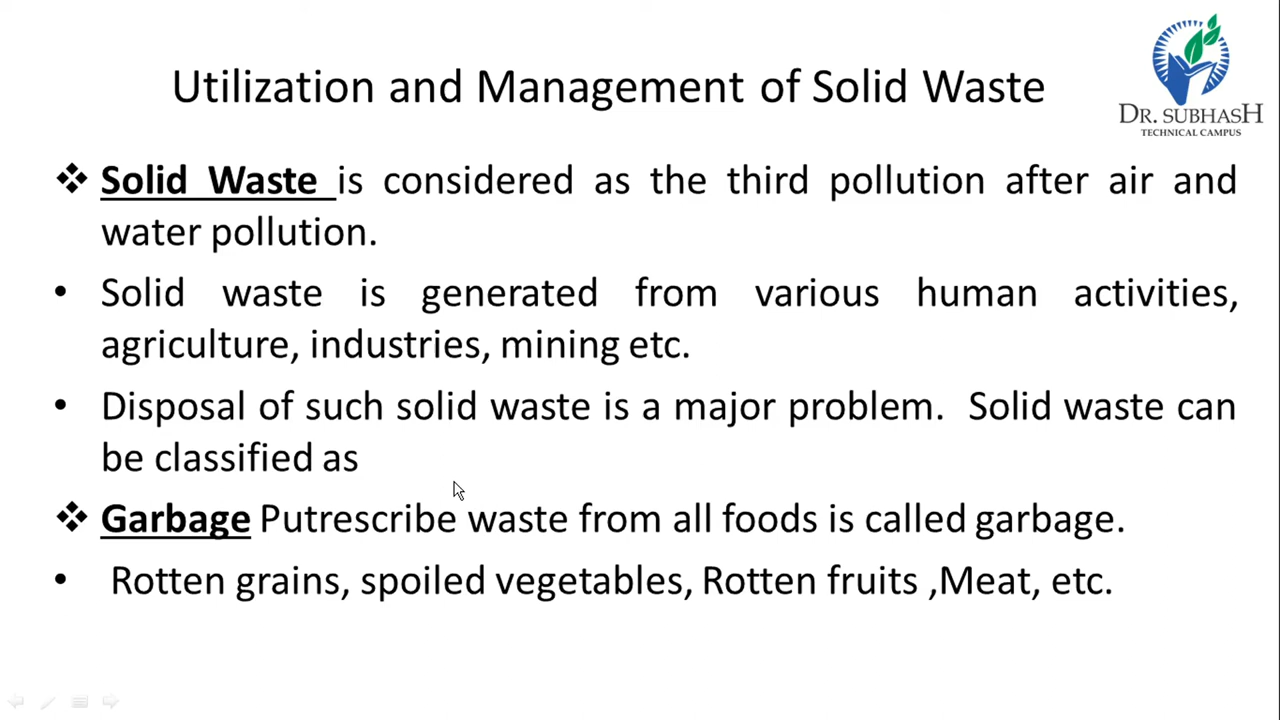 Utilization and Management of Solid Waste
DR. SUBHASH
TECHNICAL CAMPUS
❖ Solid Waste is considered as the third pollution after air and
water pollution.
• Solid waste is generated from various human activities,
agriculture, industries, mining etc.
• Disposal of such solid waste is a major problem. Solid waste can
be classified as
❖ Garbage Putrescribe waste from all foods is called garbage.
• Rotten grains, spoiled vegetables, Rotten fruits ,Meat, etc.